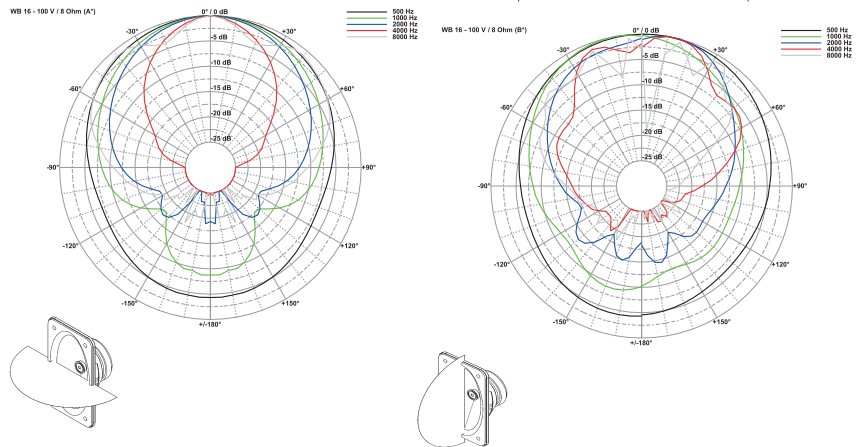 WB 16 - 100 V / 8 Ohm (A*)
0° / 0 dB
500 Hz
1000 Hz
2000 Hz
4000 Hz
8000 Hz
-30°
+30°
-5 dB
-10 dB
-60°
+60°
-15 dB
-20 dB
-25 dB
-90°
+90°
-120°
+120°
-150°
+150°
+/-180°
WB 16 - 100 V / 8 Ohm (B*)
0° / 0 dB
500 Hz
1000 Hz
2000 Hz
4000 Hz
8000 Hz
-30°
+30°
-5 dB
-10 dB
-60°
+60°
-15 dB
-20 dB
-25 dB
-90°
+90°
-120°
+120°
-150°
+150°
+/-180°